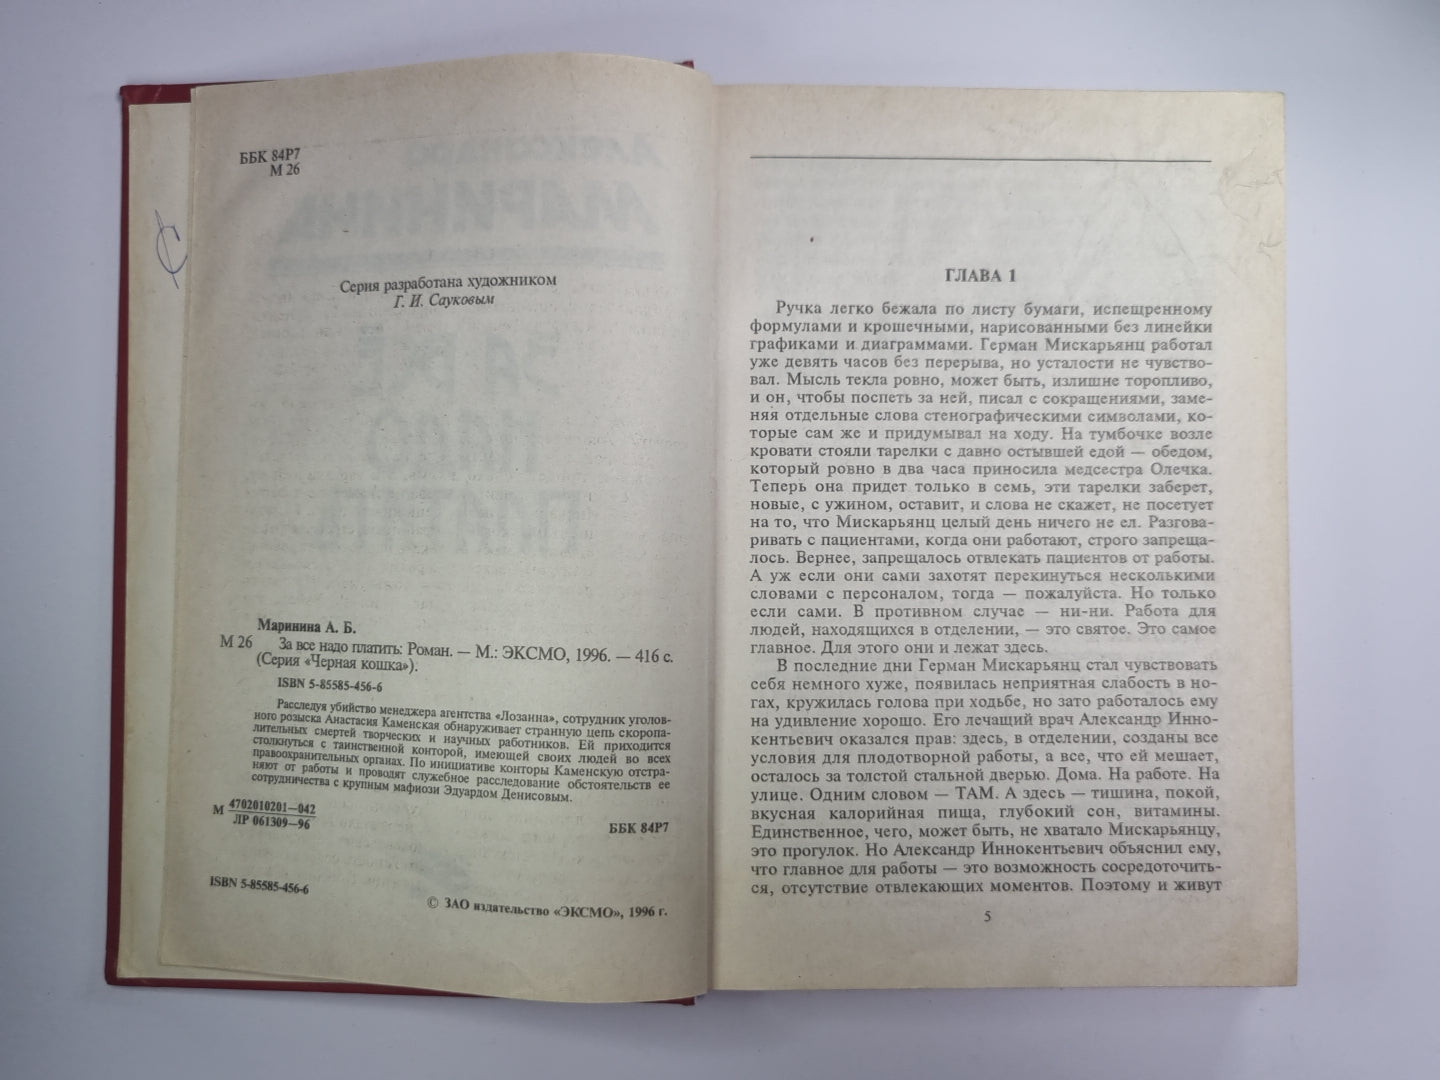 ББК 84Р7
М 26
Серия разработана художником
Г. И. Сауковым
Маринина А. Б.
М 26 За все надо платить: Роман. — М.: ЭКСМО, 1996. — 416 с.
(Серия «Черная кошка»).
ISBN 5-85585-456-6
Расследуя убийство менеджера агентства «Лозанна», сотрудник уголов-
ного розыска Анастасия Каменская обнаруживает странную цепь скоропа-
лительных смертей творческих и научных работников. Ей приходится
столкнуться с таинственной конторой, имеющей своих людей во всех
правоохранительных органах. По инициативе конторы Каменскую отстра-
няют от работы и проводят служебное расследование обстоятельств ее
сотрудничества с крупным мафиози Эдуардом Денисовым.
М 4702010201—042
ЛР 061309—96
ББК 84Р7
ISBN 5-85585-456-6
© ЗАО издательство «ЭКСМО», 1996 г.
ГЛАВА 1
Ручка легко бежала по листу бумаги, испещренному
формулами и крошечными, нарисованными без линейки
графиками и диаграммами. Герман Мискарьянц работал
уже девять часов без перерыва, но усталости не чувство-
вал. Мысль текла ровно, может быть, излишне торопливо,
и он, чтобы поспеть за ней, писал с сокращениями, заме-
няя отдельные слова стенографическими символами, ко-
торые сам же и придумывал на ходу. На тумбочке возле
кровати стояли тарелки с давно остывшей едой — обедом,
который ровно в два часа приносила медсестра Олечка.
Теперь она придет только в семь, эти тарелки заберет,
новые, с ужином, оставит, и слова не скажет, не посетует
на то, что Мискарьянц целый день ничего не ел. Разгова-
ривать с пациентами, когда они работают, строго запреща-
лось. Вернее, запрещалось отвлекать пациентов от работы.
А уж если они сами захотят перекинуться несколькими
словами с персоналом, тогда — пожалуйста. Но только
если сами. В противном случае — ни-ни. Работа для
людей, находящихся в отделении, — это святое. Это самое
главное. Для этого они и лежат здесь.
В последние дни Герман Мискарьянц стал чувствовать
себя немного хуже, появилась неприятная слабость в но-
гах, кружилась голова при ходьбе, но зато работалось ему
на удивление хорошо. Его лечащий врач Александр Инно-
кентьевич оказался прав: здесь, в отделении, созданы все
условия для плодотворной работы, а все, что ей мешает,
осталось за толстой стальной дверью. Дома. На работе. На
улице. Одним словом — ТАМ. А здесь — тишина, покой,
вкусная калорийная пища, глубокий сон, витамины.
Единственное, чего, может быть, не хватало Мискарьянцу,
это прогулок. Но Александр Иннокентьевич объяснил ему,
что главное для работы — это возможность сосредоточить-
ся, отсутствие отвлекающих моментов. Поэтому и живут
5